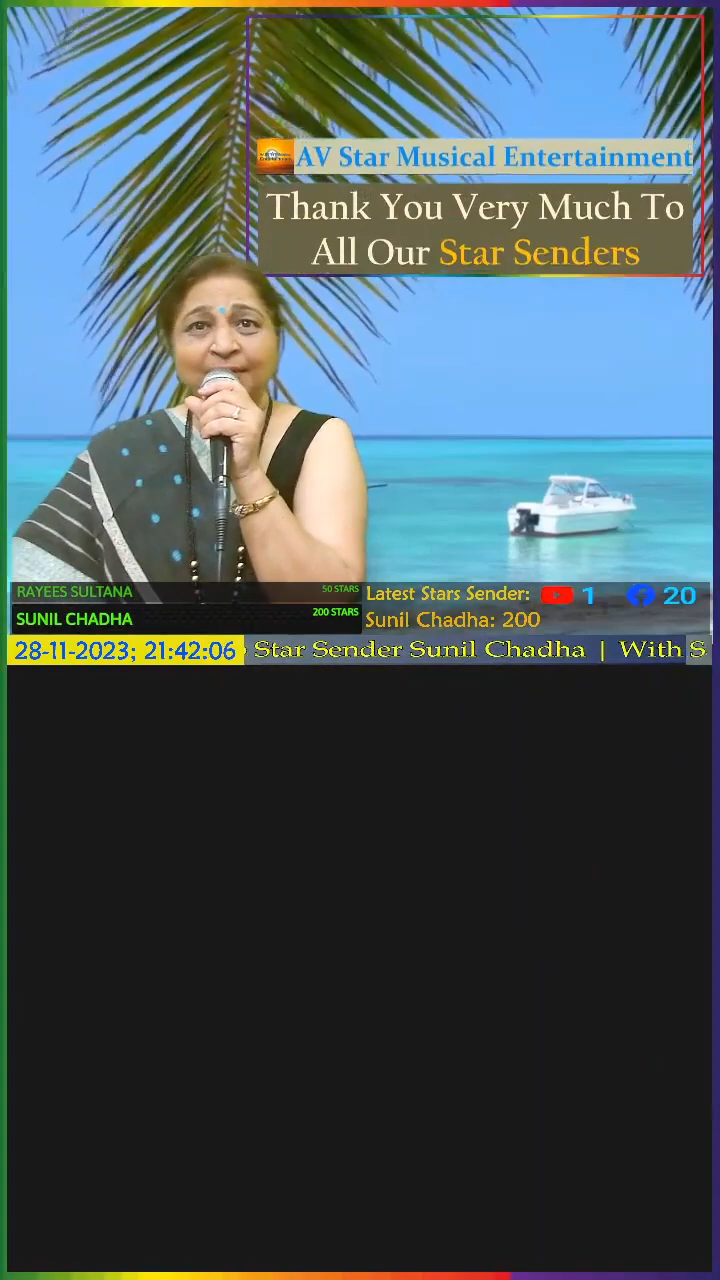 AV Star Musical Entertainment
Thank You Very Much To
All Our Star Senders
RAYEES SULTANA 50 STARS
SUNIL CHADHA 200 STARS
Latest Stars Sender: 1 20
Sunil Chadha: 200
28-11-2023; 21:42:06 Star Sender Sunil Chadha | With S